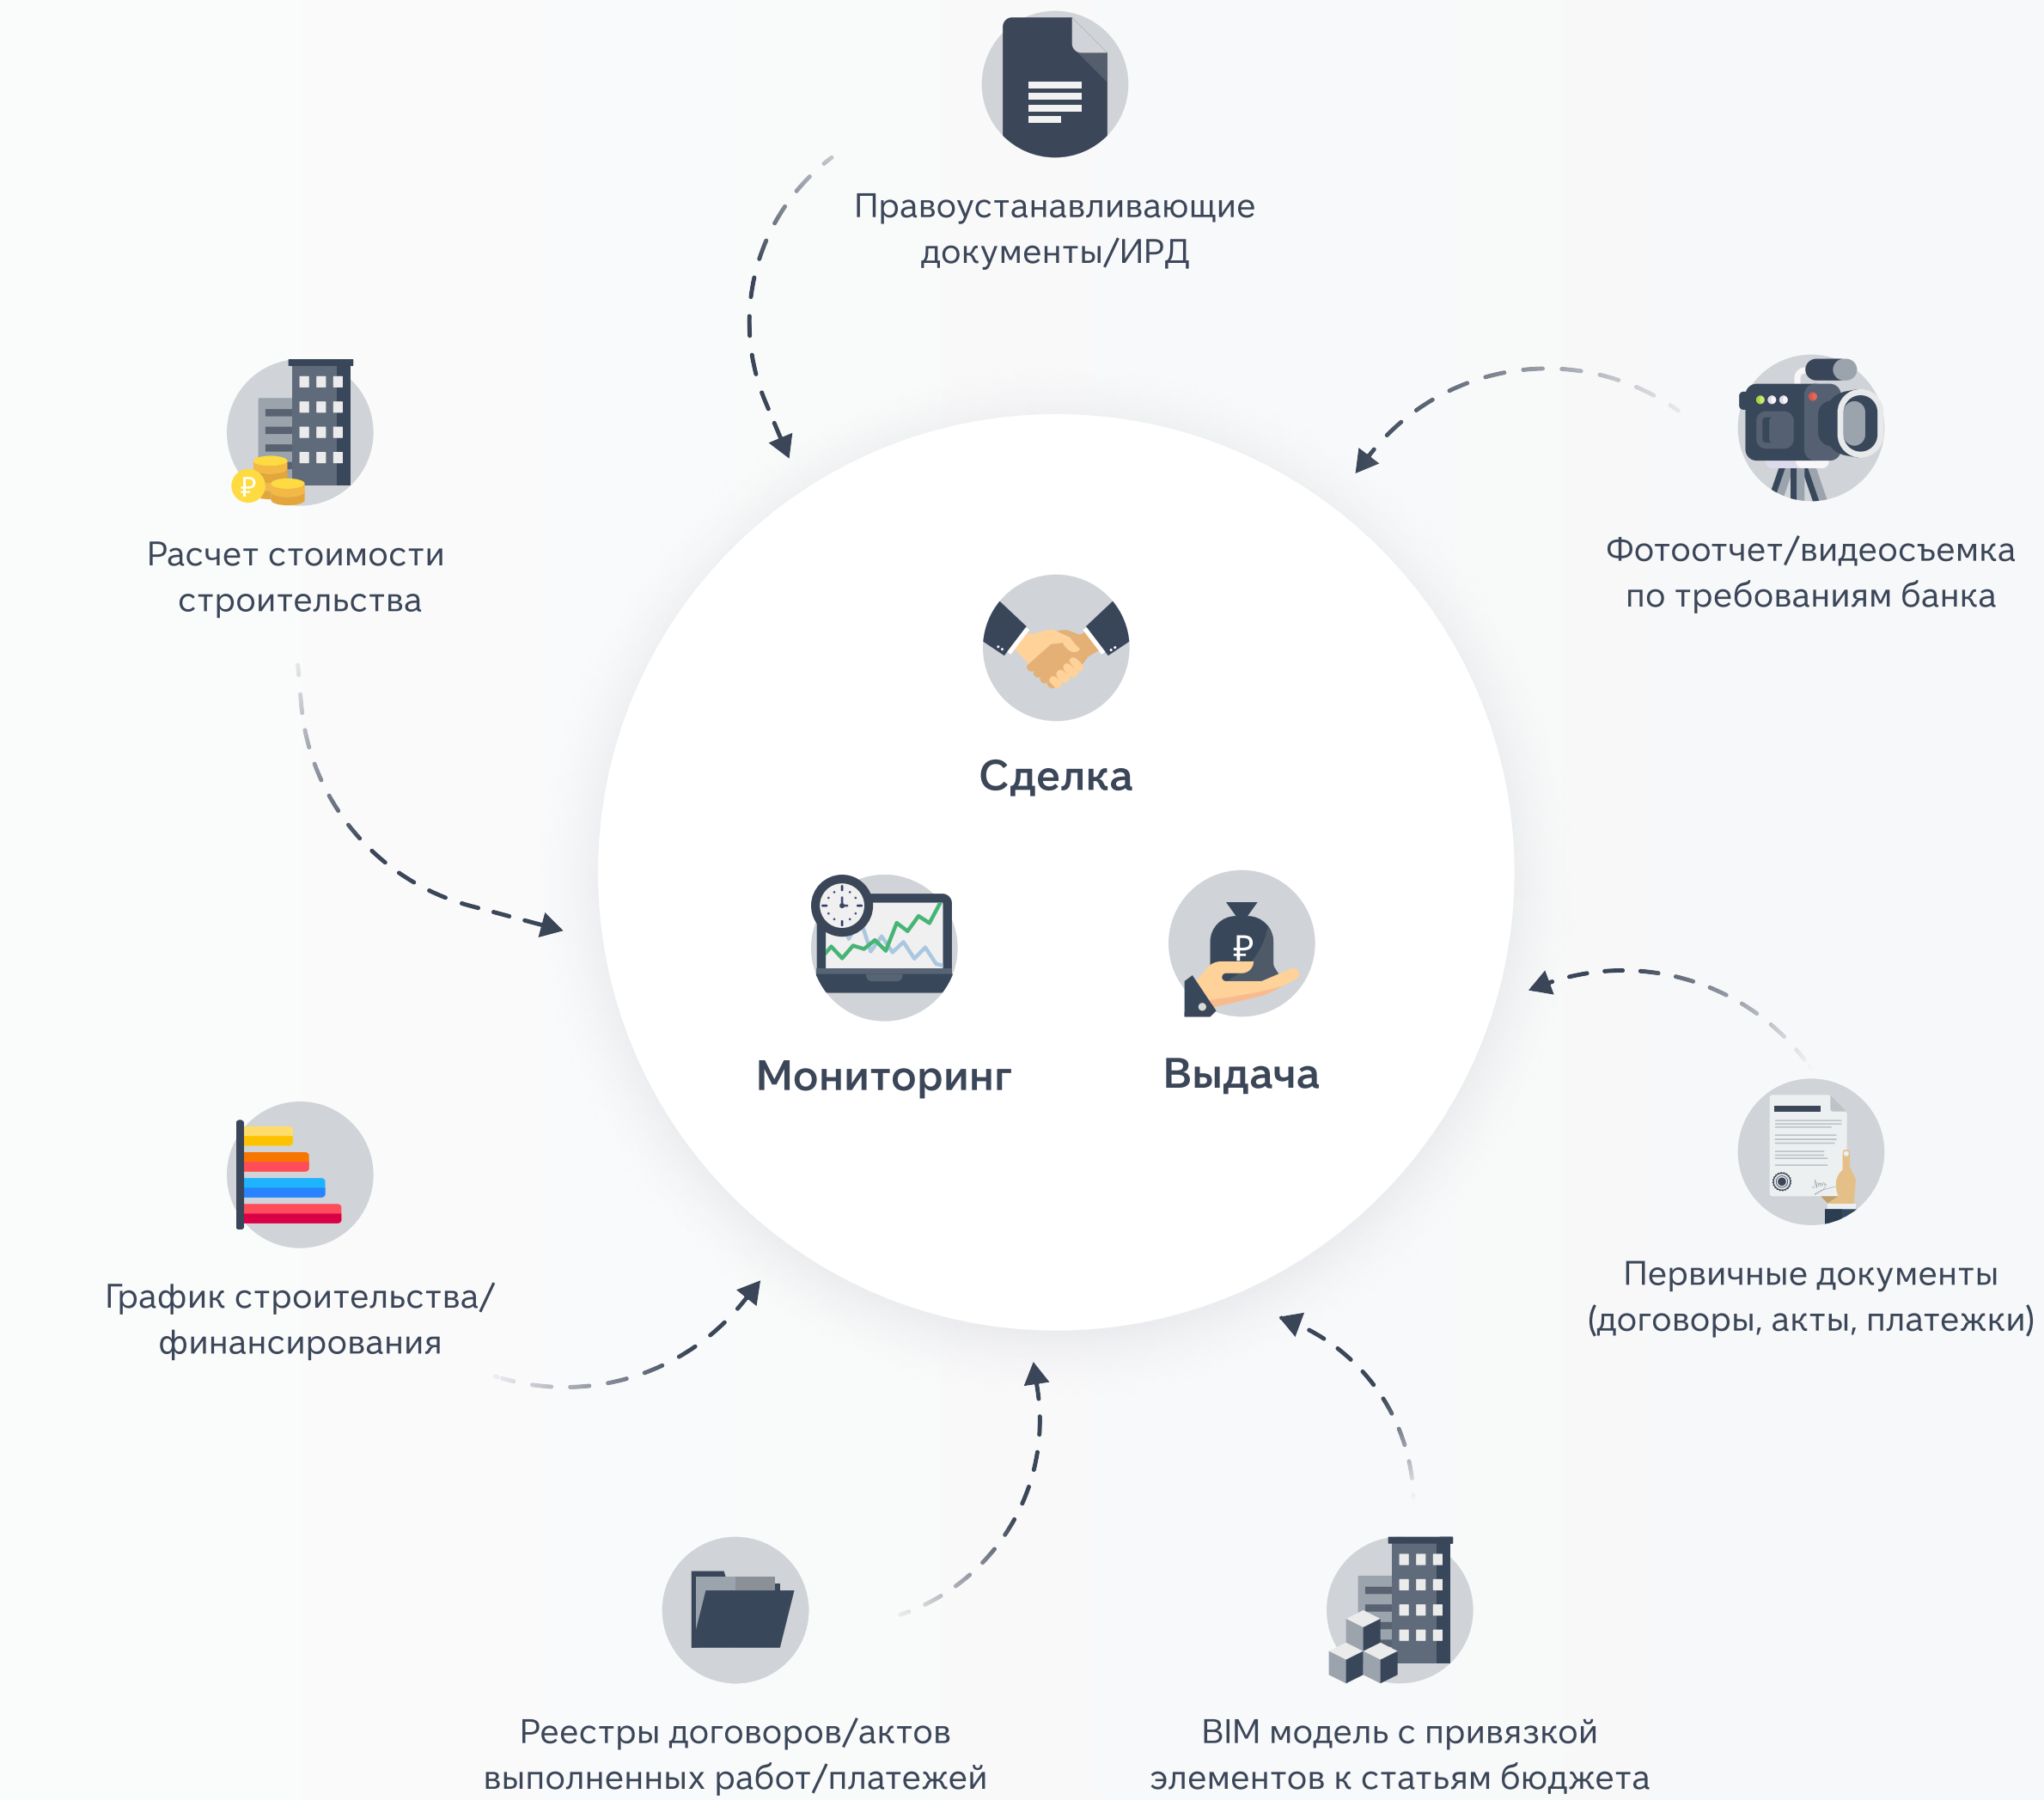 Правоустанавливающие
документы/ИРД
Расчет стоимости
строительства
Фотоотчет/видеосъемка
по требованиям банка
Сделка
₽
Мониторинг
₽
Выдача
График строительства/
финансирования
Первичные документы
(договоры, акты, платежки)
Реестры договоров/актов
выполненных работ/платежей
BIM модель с привязкой
элементов к статьям бюджета